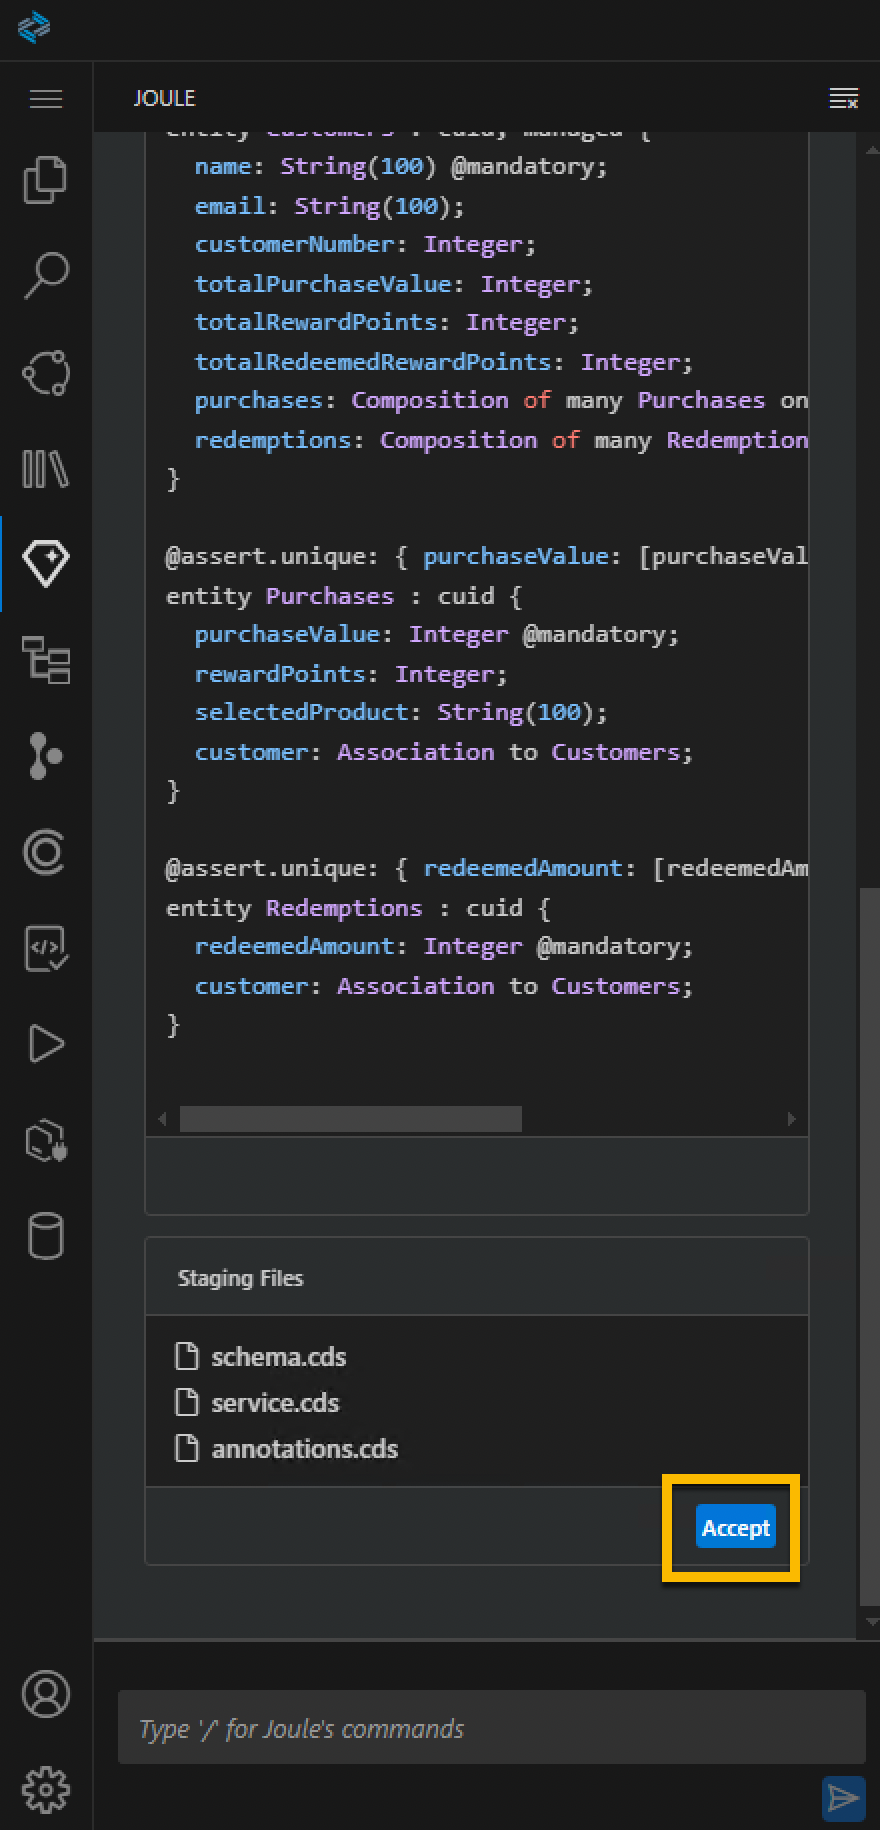 JOULE
entity Customers : cuid, managed {
name: String(100) @mandatory;
email: String(100);
customerNumber: Integer;
totalPurchaseValue: Integer;
totalRewardPoints: Integer;
totalRedeemedRewardPoints: Integer;
purchases: Composition of many Purchases on
redemptions: Composition of many Redemption
}
@assert.unique: { purchaseValue: [purchaseVal
entity Purchases : cuid {
purchaseValue: Integer @mandatory;
rewardPoints: Integer;
selectedProduct: String(100);
customer: Association to Customers;
}
@assert.unique: { redeemedAmount: [redeemedAm
entity Redemptions : cuid {
redeemedAmount: Integer @mandatory;
customer: Association to Customers;
}
Staging Files
schema.cds
service.cds
annotations.cds
Accept
Type '/' for Joule's commands